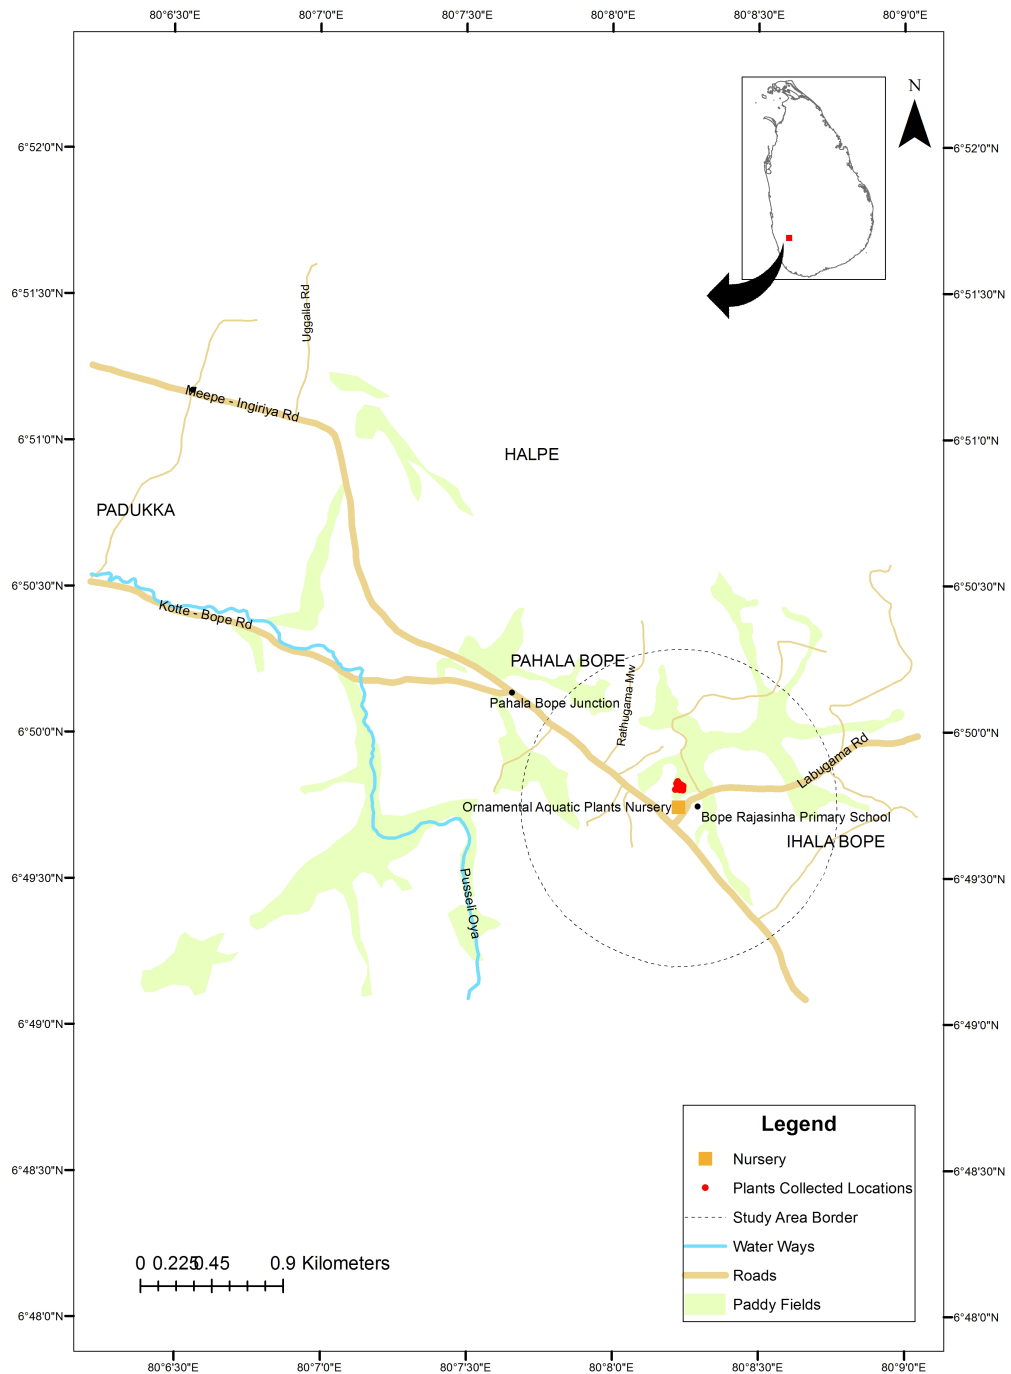 80°6'30"E 80°7'0"E 80°7'30"E 80°8'0"E 80°8'30"E 80°9'0"E
N
6°52'0"N 6°52'0"N
6°51'30"N 6°51'30"N
Uggalla Rd
Meepe - Ingiriya Rd
6°51'0"N 6°51'0"N
HALPE
PADUKKA
6°50'30"N 6°50'30"N
Kotte - Bope Rd
PAHALA BOPE
Rathugama Mw
Pahala Bope Junction
6°50'0"N 6°50'0"N
Labugama Rd
Ornamental Aquatic Plants Nursery
Bope Rajasinha Primary School
IHALA BOPE
6°49'30"N 6°49'30"N
Pusseli Oya
6°49'0"N 6°49'0"N
Legend
Nursery
6°48'30"N 6°48'30"N
Plants Collected Locations
Study Area Border
Water Ways
0 0.225 0.45 0.9 Kilometers
Roads
Paddy Fields
6°48'0"N 6°48'0"N
80°6'30"E 80°7'0"E 80°7'30"E 80°8'0"E 80°8'30"E 80°9'0"E